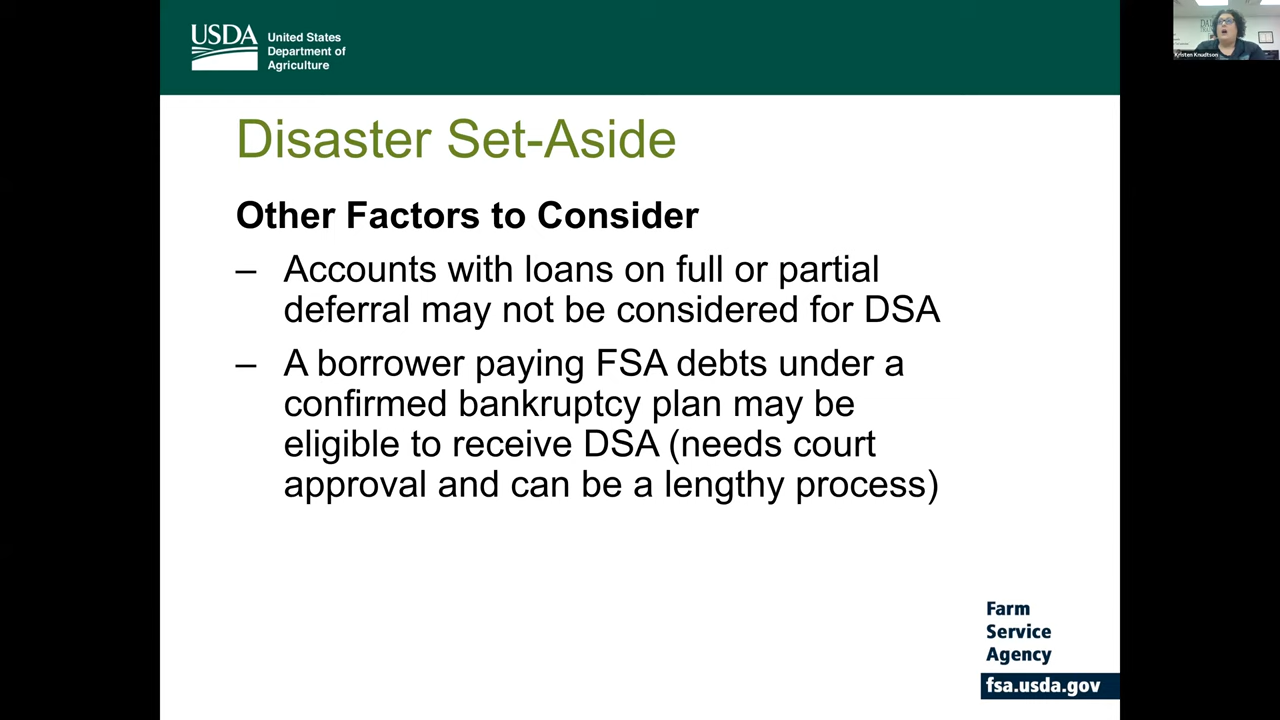 USDA
United States
Department of
Agriculture
Kristen Knudtson
Disaster Set-Aside
Other Factors to Consider
– Accounts with loans on full or partial
deferral may not be considered for DSA
– A borrower paying FSA debts under a
confirmed bankruptcy plan may be
eligible to receive DSA (needs court
approval and can be a lengthy process)
Farm
Service
Agency
fsa.usda.gov